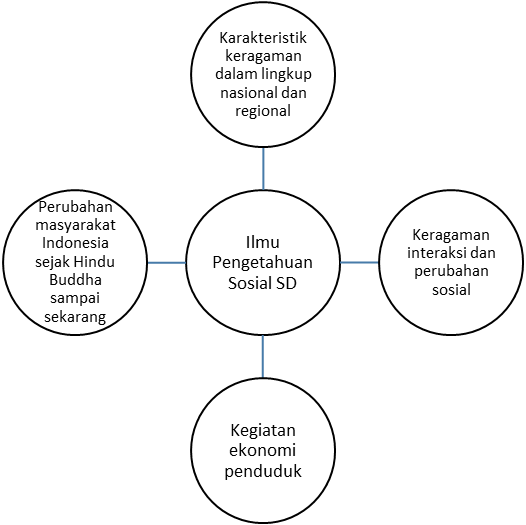 Karakteristik
keragaman
dalam lingkup
nasional dan
regional
Perubahan
masyarakat
Indonesia
sejak Hindu
Buddha
sampai
sekarang
Ilmu
Pengetahuan
Sosial SD
Keragaman
interaksi dan
perubahan
sosial
Kegiatan
ekonomi
penduduk